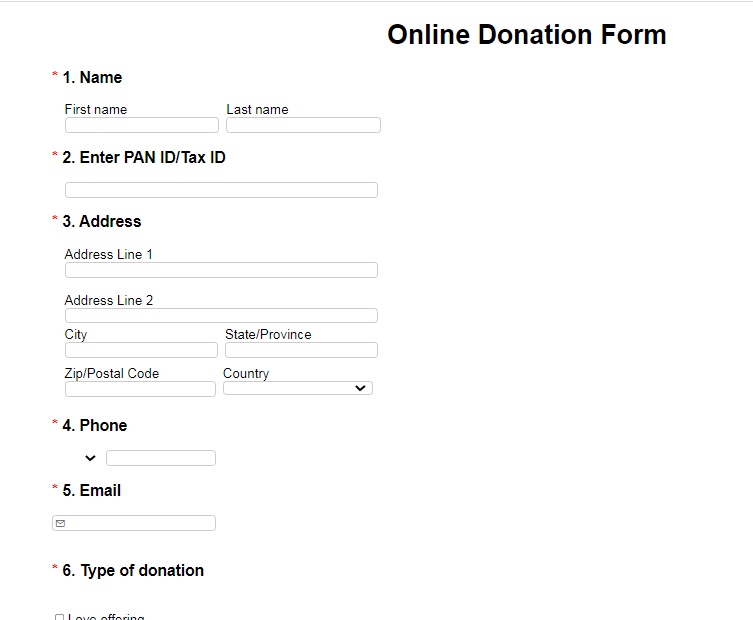 Online Donation Form
* 1. Name
First name Last name
* 2. Enter PAN ID/Tax ID
* 3. Address
Address Line 1
Address Line 2
City State/Province
Zip/Postal Code Country
* 4. Phone
* 5. Email
* 6. Type of donation
Love offering